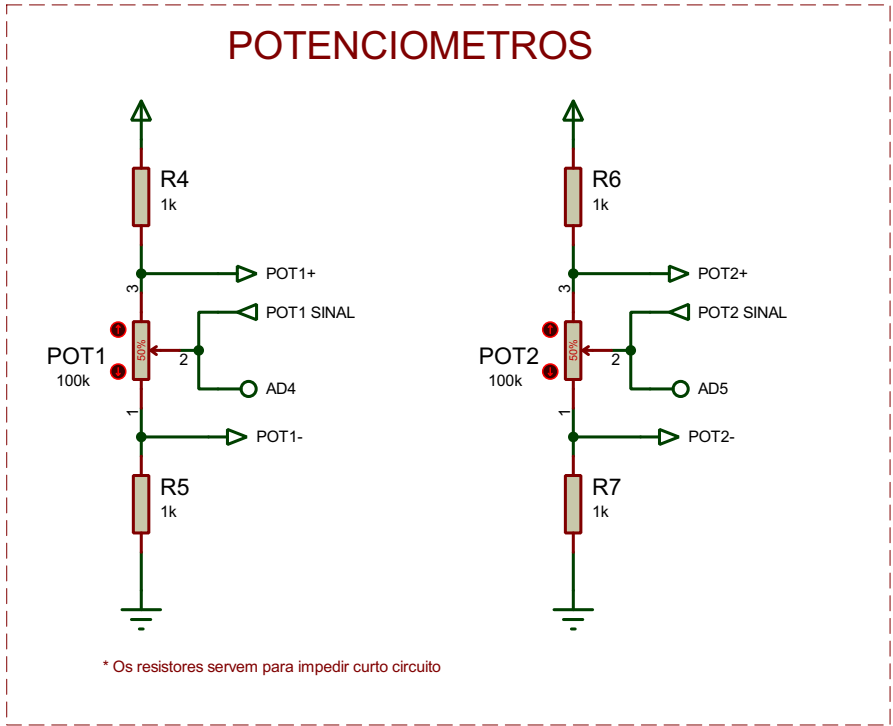 POTENCIOMETROS
R4
1k
POT1+
3
POT1 SINAL
POT1
100k
50%
2
AD4
1
POT1-
R5
1k
R6
1k
POT2+
3
POT2 SINAL
POT2
100k
50%
2
AD5
1
POT2-
R7
1k
* Os resistores servem para impedir curto circuito